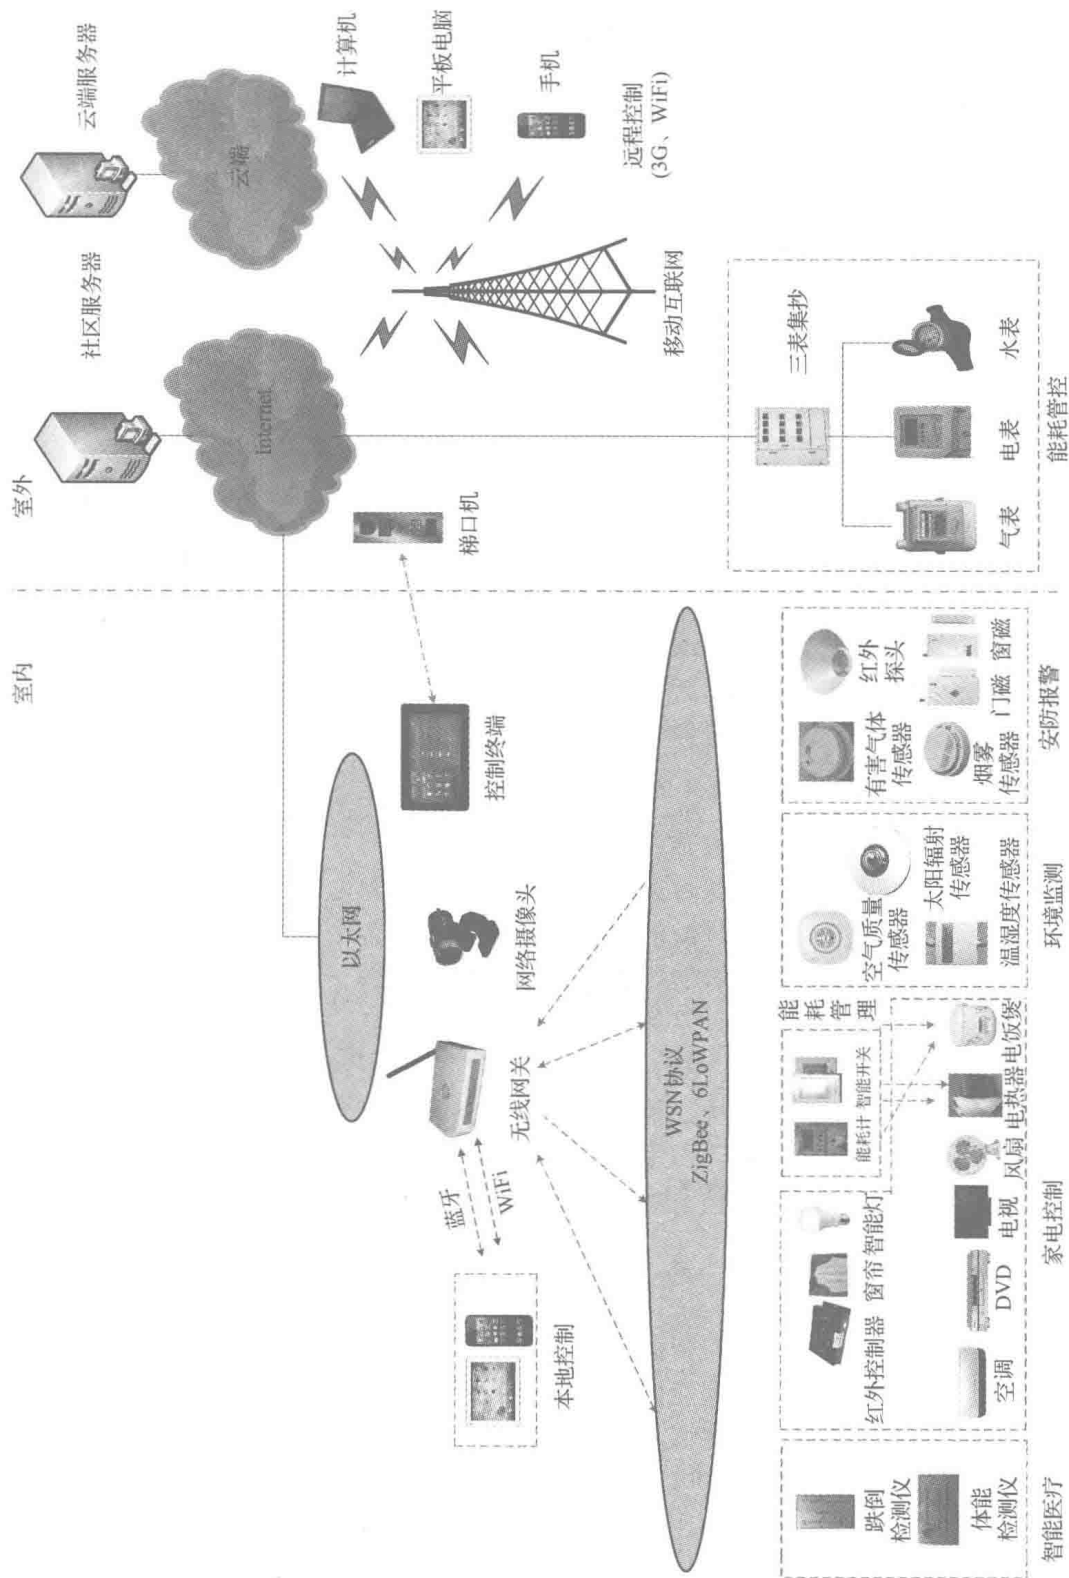 室内
室外
社区服务器
云端服务器
云端
Internet
计算机
以太网
平板电脑
梯口机
控制终端
蓝牙
WiFi
网络摄像头
无线网关
手机
本地控制
远程控制
(3G、WiFi)
移动互联网
WSN协议
ZigBee、6LoWPAN
三表集抄
能耗
管理
跌倒
检测仪
红外控制器
窗帘
智能灯
能耗计
智能开关
空气质量
传感器
太阳辐射
传感器
有害气体
传感器
红外
探头
体能
检测仪
空调
DVD
电视
风扇
电热器
电饭煲
温湿度传感器
烟雾
传感器
门磁
窗磁
气表
电表
水表
智能医疗
家电控制
环境监测
安防报警
能耗管控